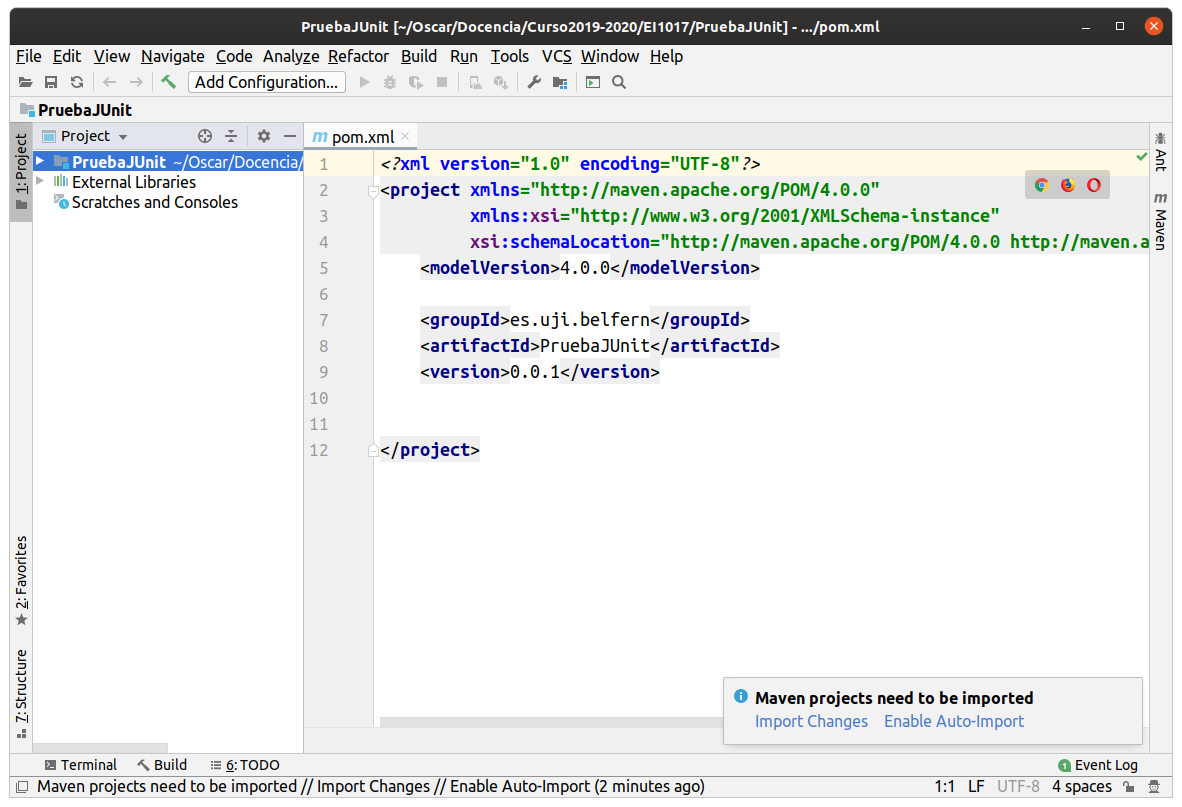 PruebaJUnit [~/Oscar/Docencia/Curso2019-2020/EI1017/PruebaJUnit] - .../pom.xml
File Edit View Navigate Code Analyze Refactor Build Run Tools VCS Window Help
Add Configuration...
PruebaJUnit
1: Project
2: Favorites
7: Structure
Project
PruebaJUnit ~/Oscar/Docencia/
External Libraries
Scratches and Consoles
pom.xml
1 <?xml version="1.0" encoding="UTF-8"?>
2 <project xmlns="http://maven.apache.org/POM/4.0.0"
3 xmlns:xsi="http://www.w3.org/2001/XMLSchema-instance"
4 xsi:schemaLocation="http://maven.apache.org/POM/4.0.0 http://maven.a
5 <modelVersion>4.0.0</modelVersion>
6
7 <groupId>es.uji.belfern</groupId>
8 <artifactId>PruebaJUnit</artifactId>
9 <version>0.0.1</version>
10
11
12 </project>
Ant
m Maven
Maven projects need to be imported
Import Changes Enable Auto-Import
Terminal Build 6: TODO
1 Event Log
Maven projects need to be imported // Import Changes // Enable Auto-Import (2 minutes ago)
1:1 LF UTF-8 4 spaces